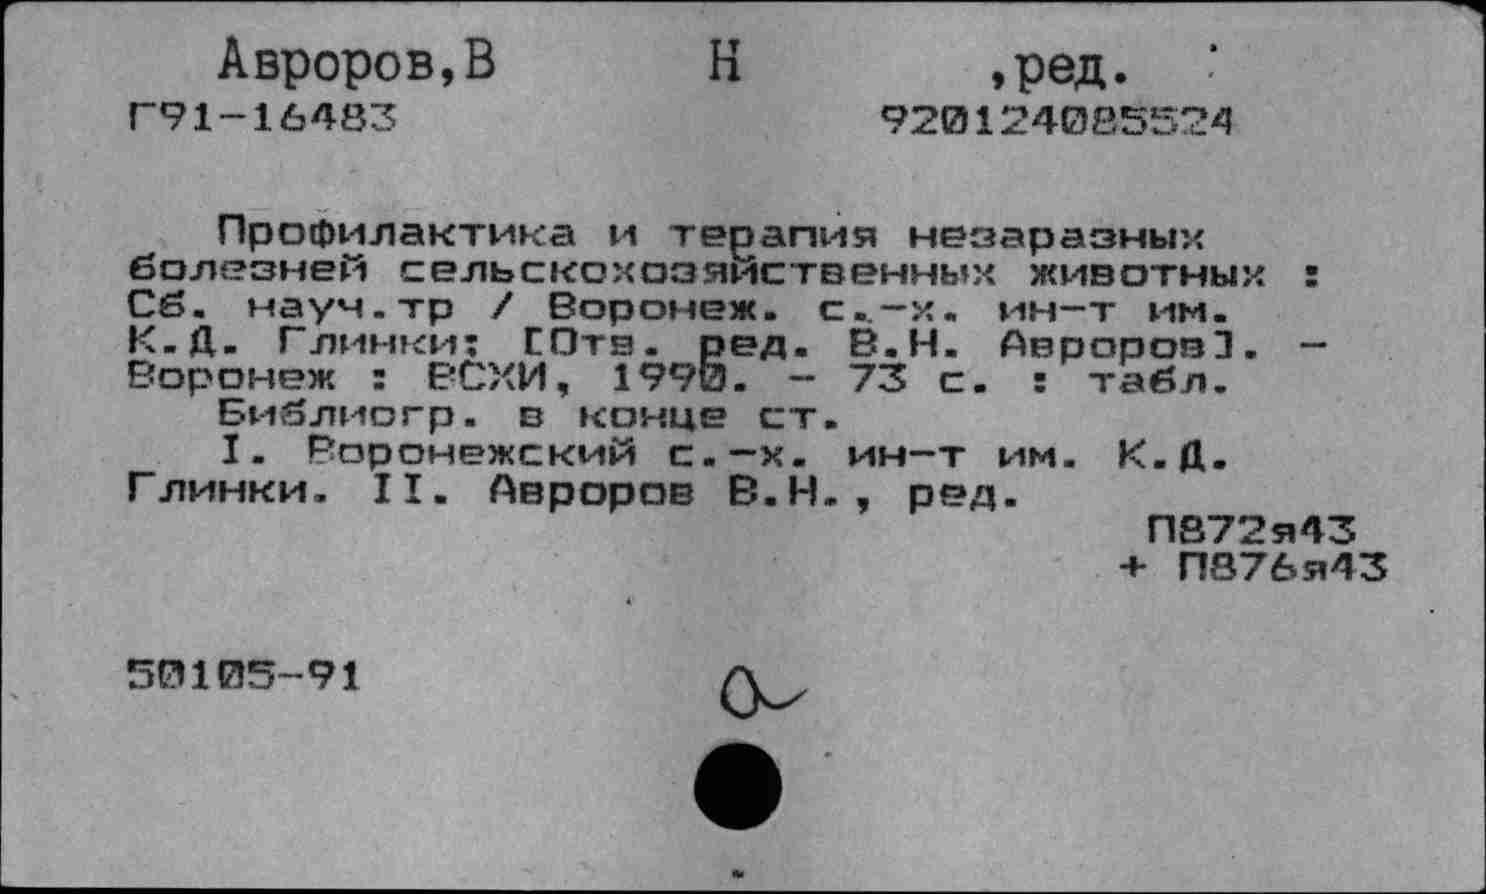 Авроров,В Н ,ред.
Г91-16483 920124085524
Профилактика и терапия незаразных
болезней сельскохозяйственных животных :
Сб. науч.тр / Воронеж. с.-х. ин-т им.
К.Д. Глинки; [Отв. ред. В.Н. Авроров]. -
Воронеж : ВСХИ, 1990. - 73 с. : табл.
Библиогр. в конце ст.
I. Воронежский с.-х. ин-т им. К.Д.
Глинки. II. Авроров В.Н., ред.
П872я43
+ П876я43
50105-91